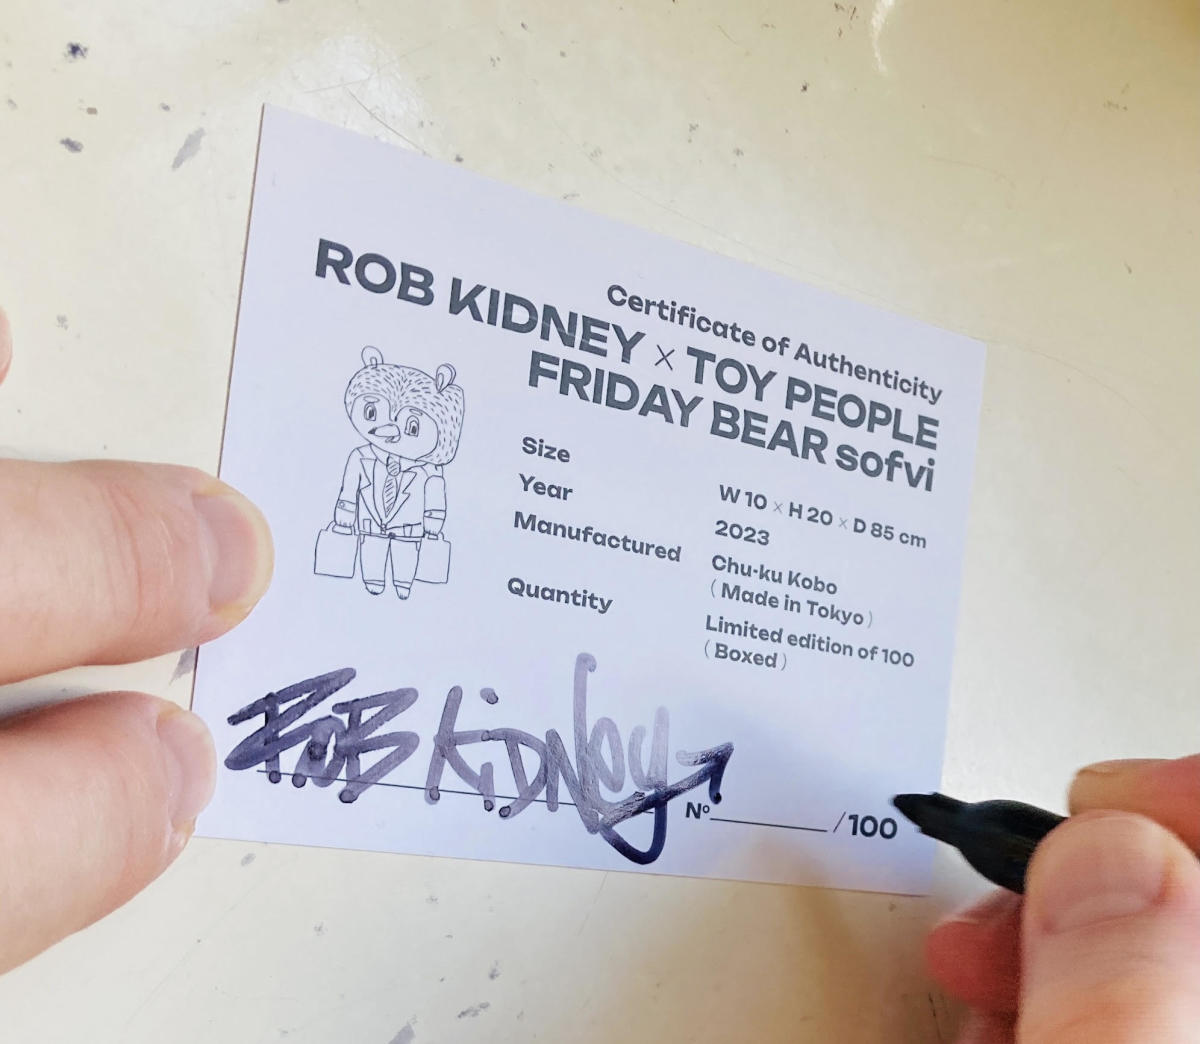 Certificate of Authenticity
ROB KIDNEY × TOY PEOPLE
FRIDAY BEAR sofvi
Size W 10 × H 20 × D 85 cm
Year 2023
Manufactured Chu-ku Kobo
(Made in Tokyo)
Quantity Limited edition of 100
(Boxed)
ROB KiDNey
Nº /100